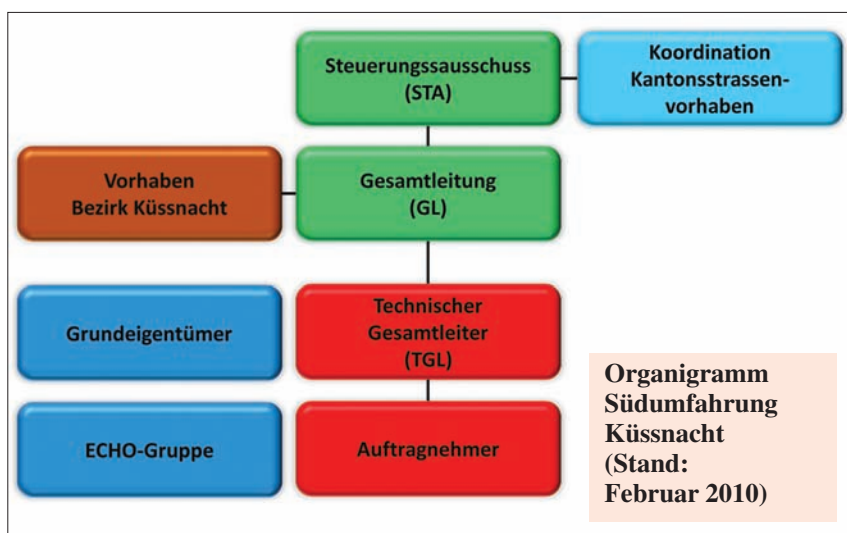 Steuerungssausschuss
(STA)
Koordination
Kantonsstrassen-
vorhaben
Vorhaben
Bezirk Küssnacht
Gesamtleitung
(GL)
Grundeigentümer
Technischer
Gesamtleiter
(TGL)
ECHO-Gruppe
Auftragnehmer
Organigramm
Südumfahrung
Küssnacht
(Stand:
Februar 2010)